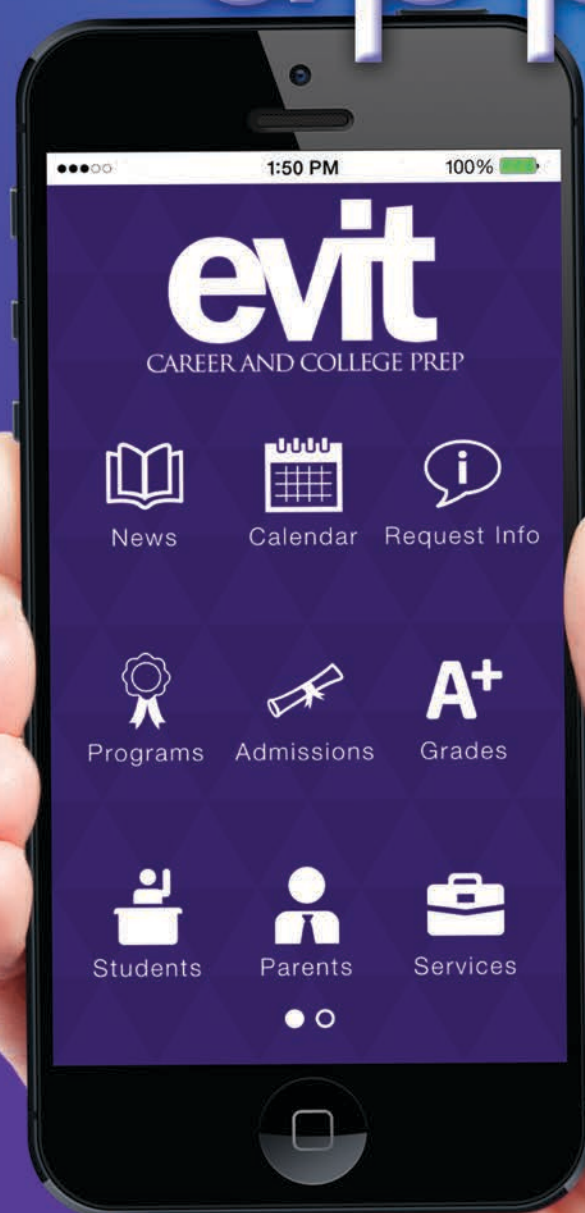 1:50 PM 100%
evit
CAREER AND COLLEGE PREP
News Calendar Request Info
A+
Programs Admissions Grades
Students Parents Services